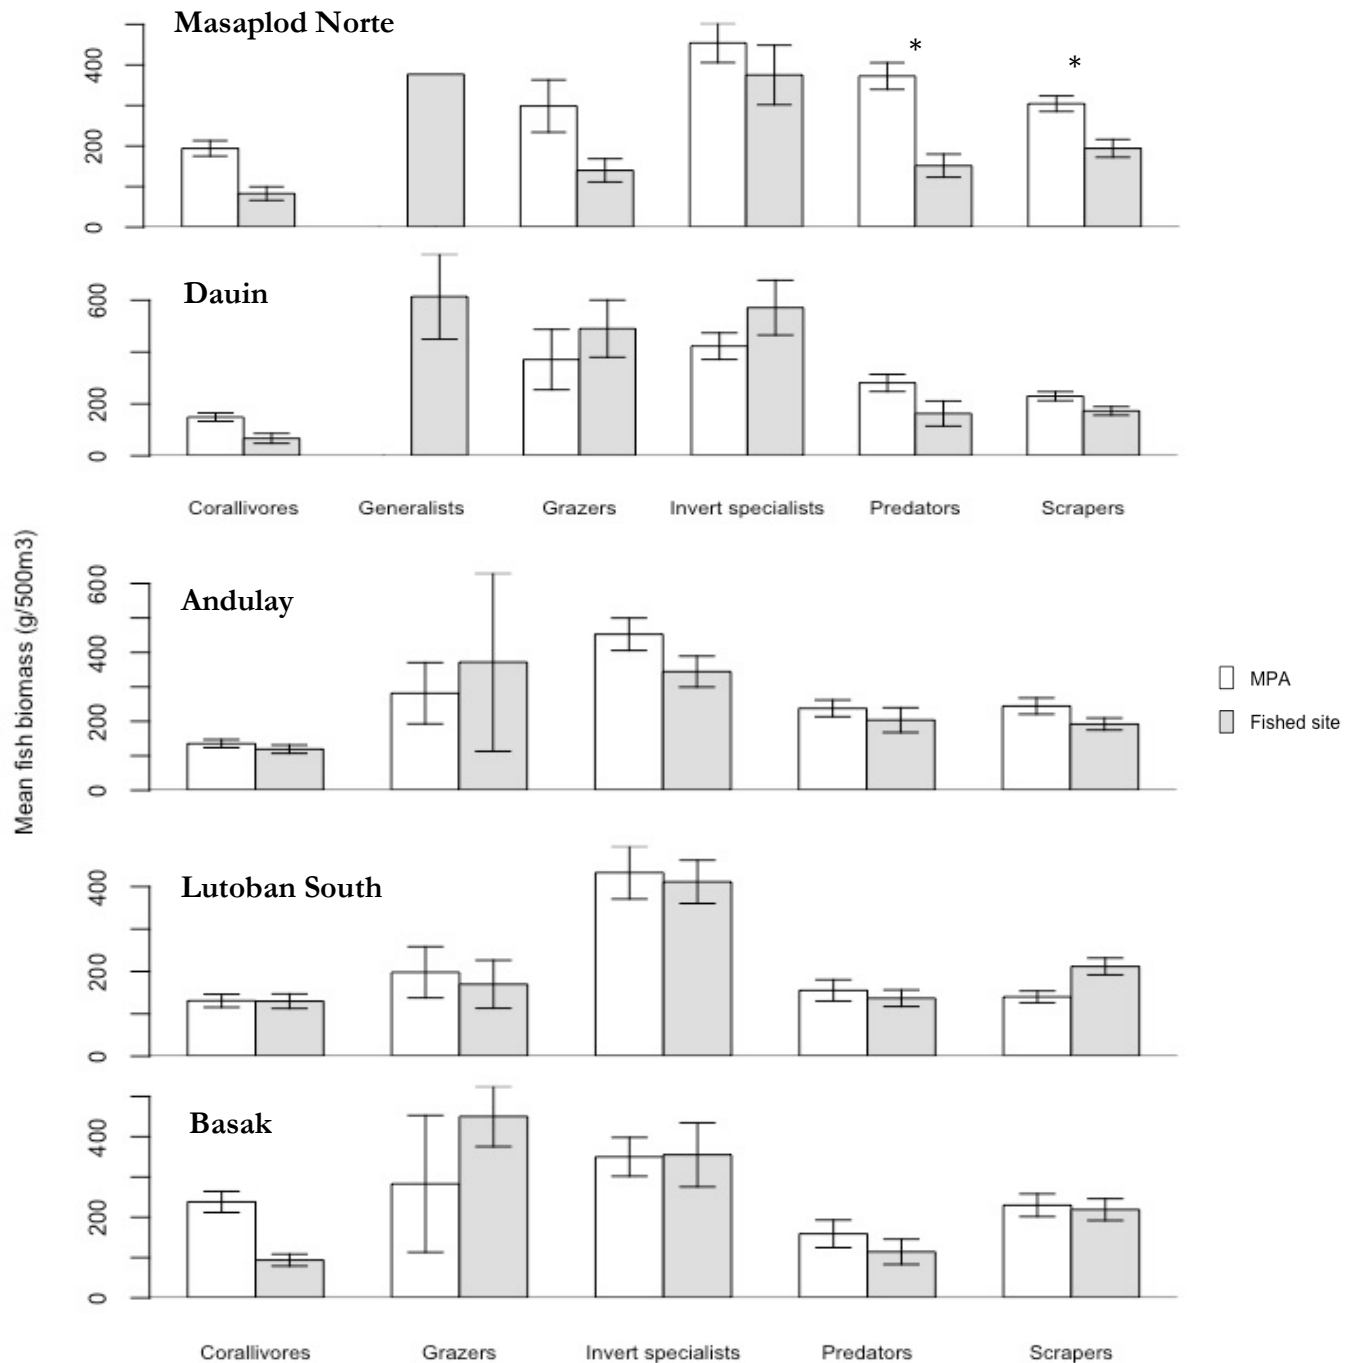 Masaplod Norte
400
200
0
*
*
Dauin
600
200
0
Corallivores Generalists Grazers Invert specialists Predators Scrapers
Mean fish biomass (g/500m3)
Andulay
600
400
200
0
MPA
Fished site
Lutoban South
400
200
0
Basak
400
200
0
Corallivores Grazers Invert specialists Predators Scrapers